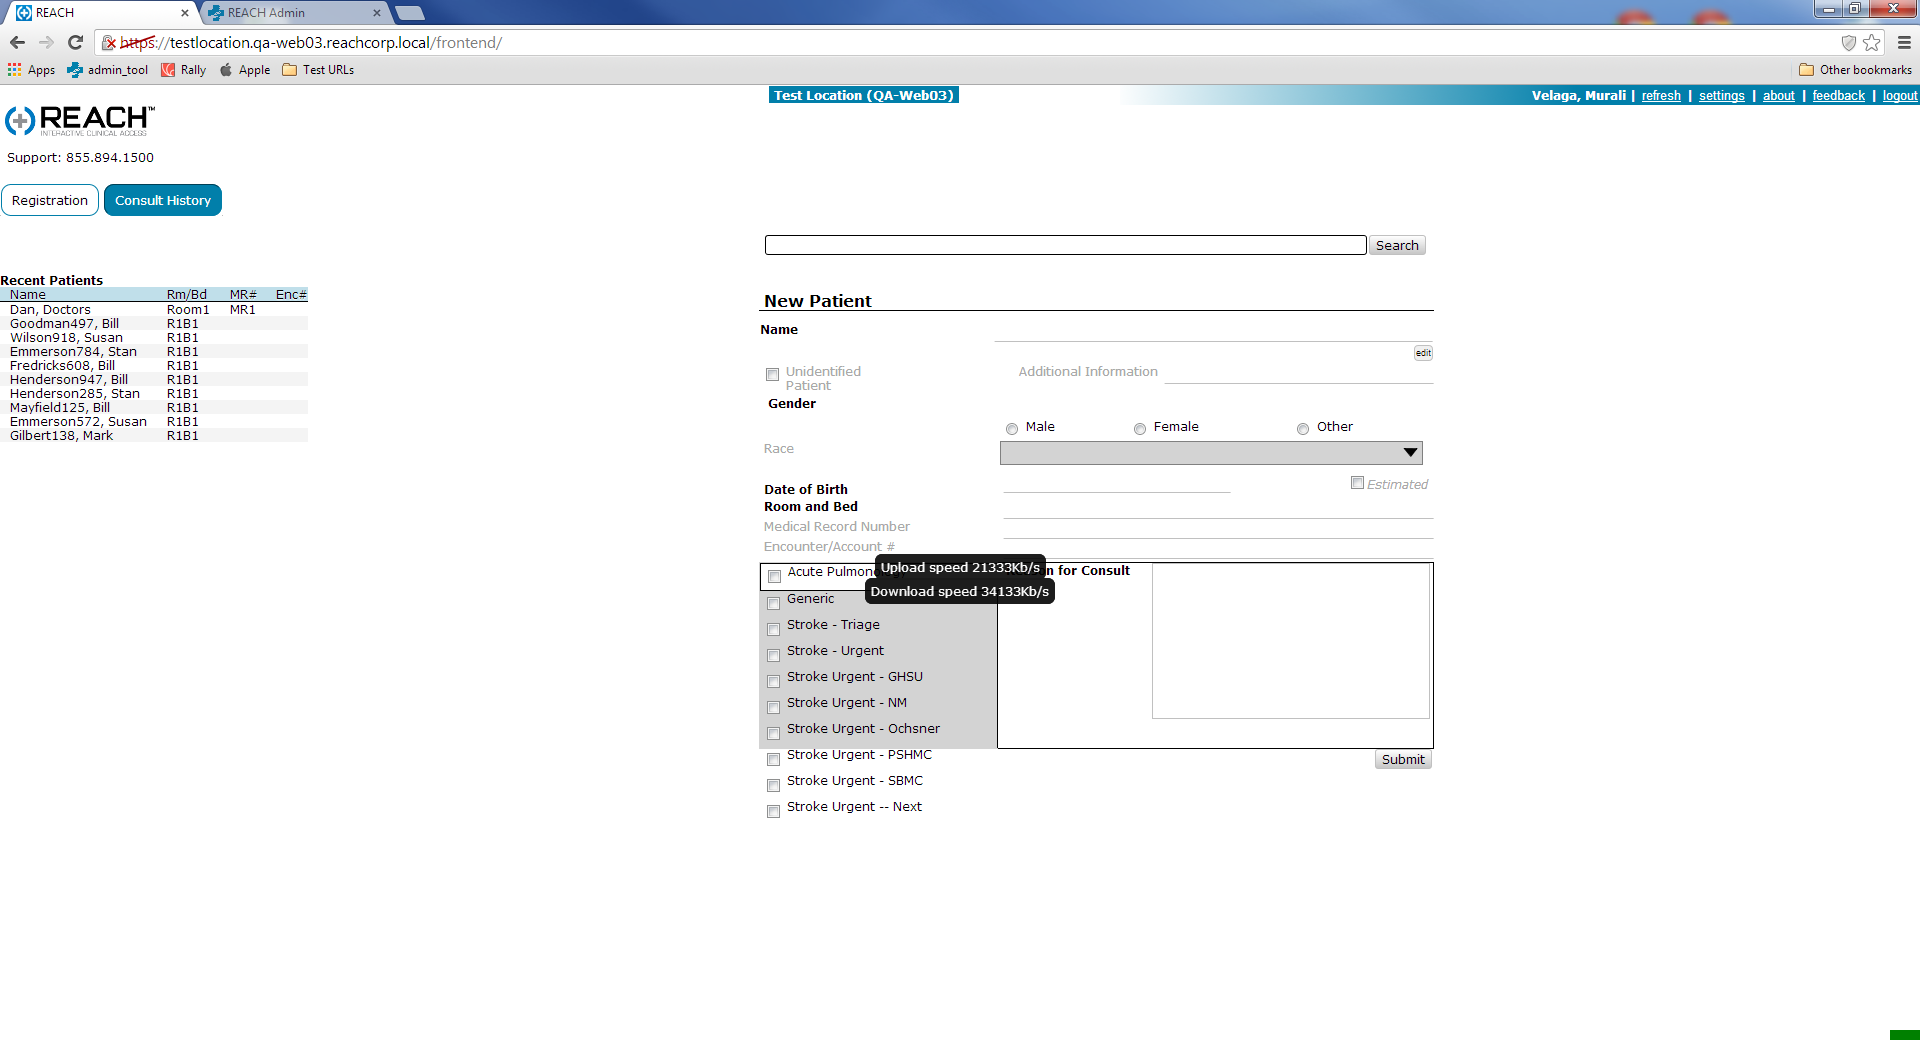 REACH
REACH Admin
https://testlocation.qa-web03.reachcorp.local/frontend/
Apps admin_tool Rally Apple Test URLs Other bookmarks
Test Location (QA-Web03) Velaga, Murali | refresh | settings | about | feedback | logout
REACH™
INTERACTIVE CLINICAL ACCESS
Support: 855.894.1500
Registration Consult History
Search
Recent Patients
Name Rm/Bd MR# Enc#
Dan, Doctors Room1 MR1
Goodman497, Bill R1B1
Wilson918, Susan R1B1
Emmerson784, Stan R1B1
Fredricks608, Bill R1B1
Henderson947, Bill R1B1
Henderson285, Stan R1B1
Mayfield125, Bill R1B1
Emmerson572, Susan R1B1
Gilbert138, Mark R1B1
New Patient
Name
edit
Unidentified Patient Additional Information
Gender
Male Female Other
Race
Date of Birth Estimated
Room and Bed
Medical Record Number
Encounter/Account #
Upload speed 21333Kb/s
Download speed 34133Kb/s
Acute for Consult
Generic
Stroke - Triage
Stroke - Urgent
Stroke Urgent - GHSU
Stroke Urgent - NM
Stroke Urgent - Ochsner
Stroke Urgent - PSHMC
Stroke Urgent - SBMC
Stroke Urgent -- Next
Submit